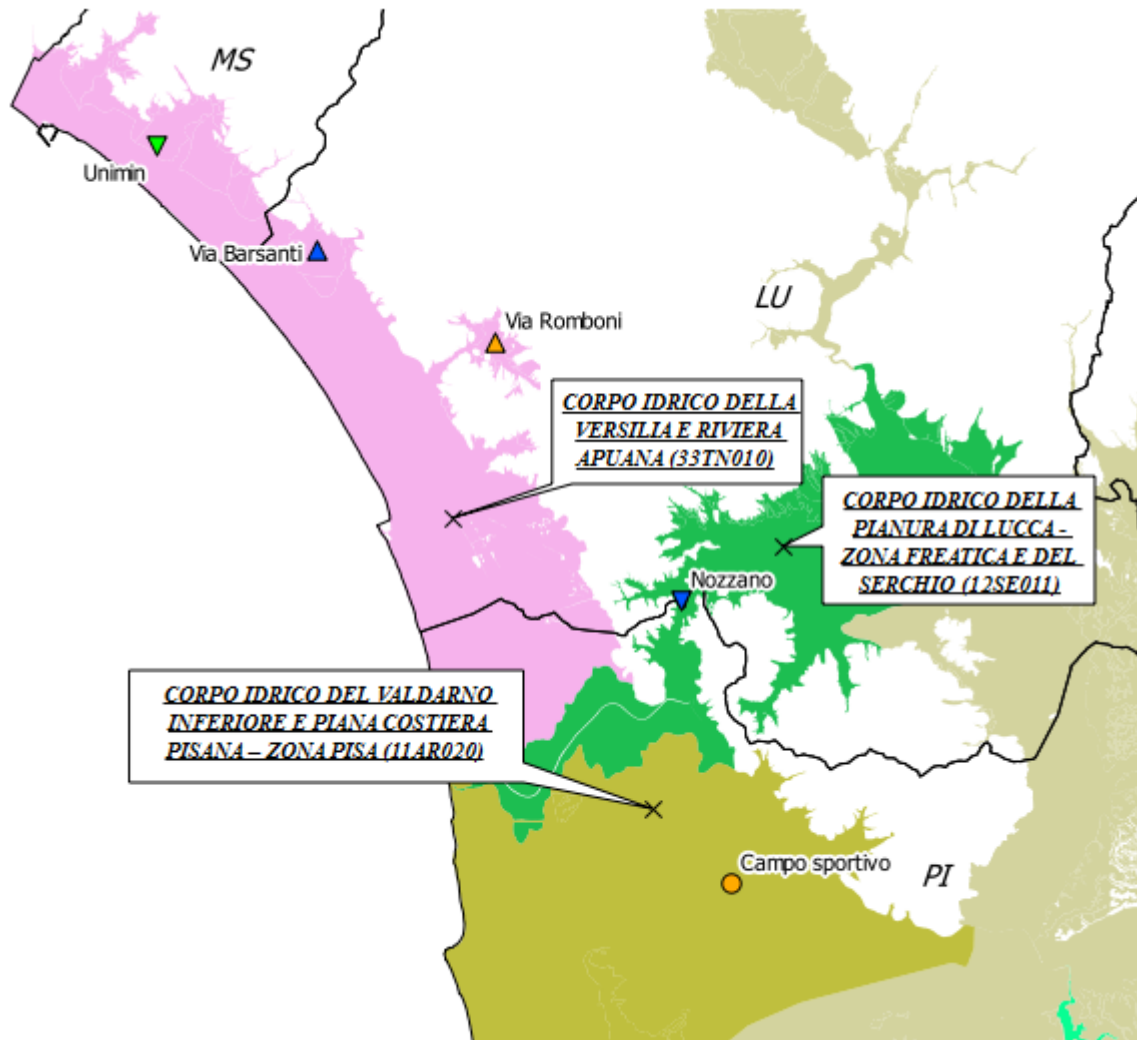 MS
Unimin
Via Barsanti
LU
Via Romboni
CORPO IDRICO DELLA
VERSILIA E RIVIERA
APUANA (33TN010)
CORPO IDRICO DELLA
PIANURA DI LUCCA -
ZONA FREATICA E DEL
SERCHIO (12SE011)
Nozzano
CORPO IDRICO DEL VALDARNO
INFERIORE E PIANA COSTIERA
PISANA – ZONA PISA (11AR020)
Campo sportivo
PI